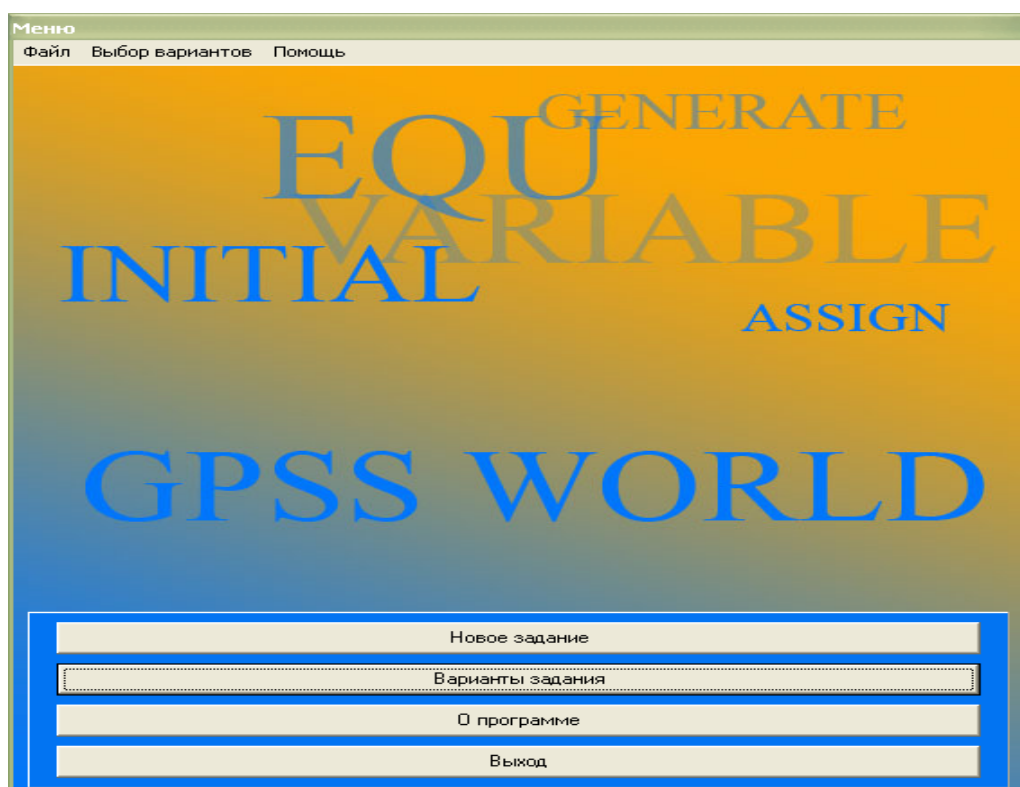 Меню
Файл Выбор вариантов Помощь
GENERATE
EQU
VARIABLE
INITIAL
ASSIGN
GPSS WORLD
Новое задание
Варианты задания
О программе
Выход